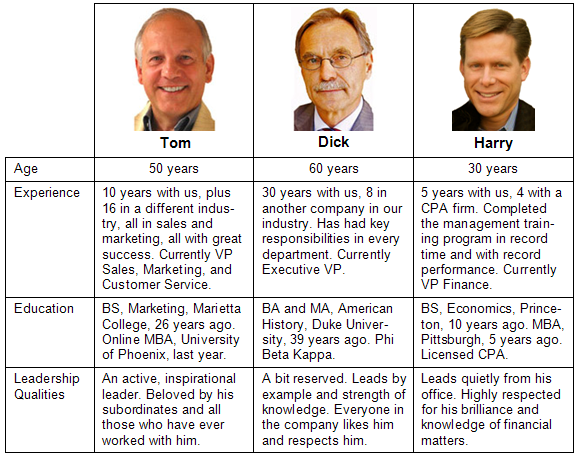 Tom
Dick
Harry
Age
50 years
60 years
30 years
Experience
10 years with us, plus
16 in a different indus-
try, all in sales and
marketing, all with great
success. Currently VP
Sales, Marketing, and
Customer Service.
30 years with us, 8 in
another company in our
industry. Has had key
responsibilities in every
department. Currently
Executive VP.
5 years with us, 4 with a
CPA firm. Completed
the management train-
ing program in record
time and with record
performance. Currently
VP Finance.
Education
BS, Marketing, Marietta
College, 26 years ago.
Online MBA, University
of Phoenix, last year.
BA and MA, American
History, Duke Univer-
sity, 39 years ago. Phi
Beta Kappa.
BS, Economics, Prince-
ton, 10 years ago. MBA,
Pittsburgh, 5 years ago.
Licensed CPA.
Leadership
Qualities
An active, inspirational
leader. Beloved by his
subordinates and all
those who have ever
worked with him.
A bit reserved. Leads by
example and strength of
knowledge. Everyone in
the company likes him
and respects him.
Leads quietly from his
office. Highly respected
for his brilliance and
knowledge of financial
matters.